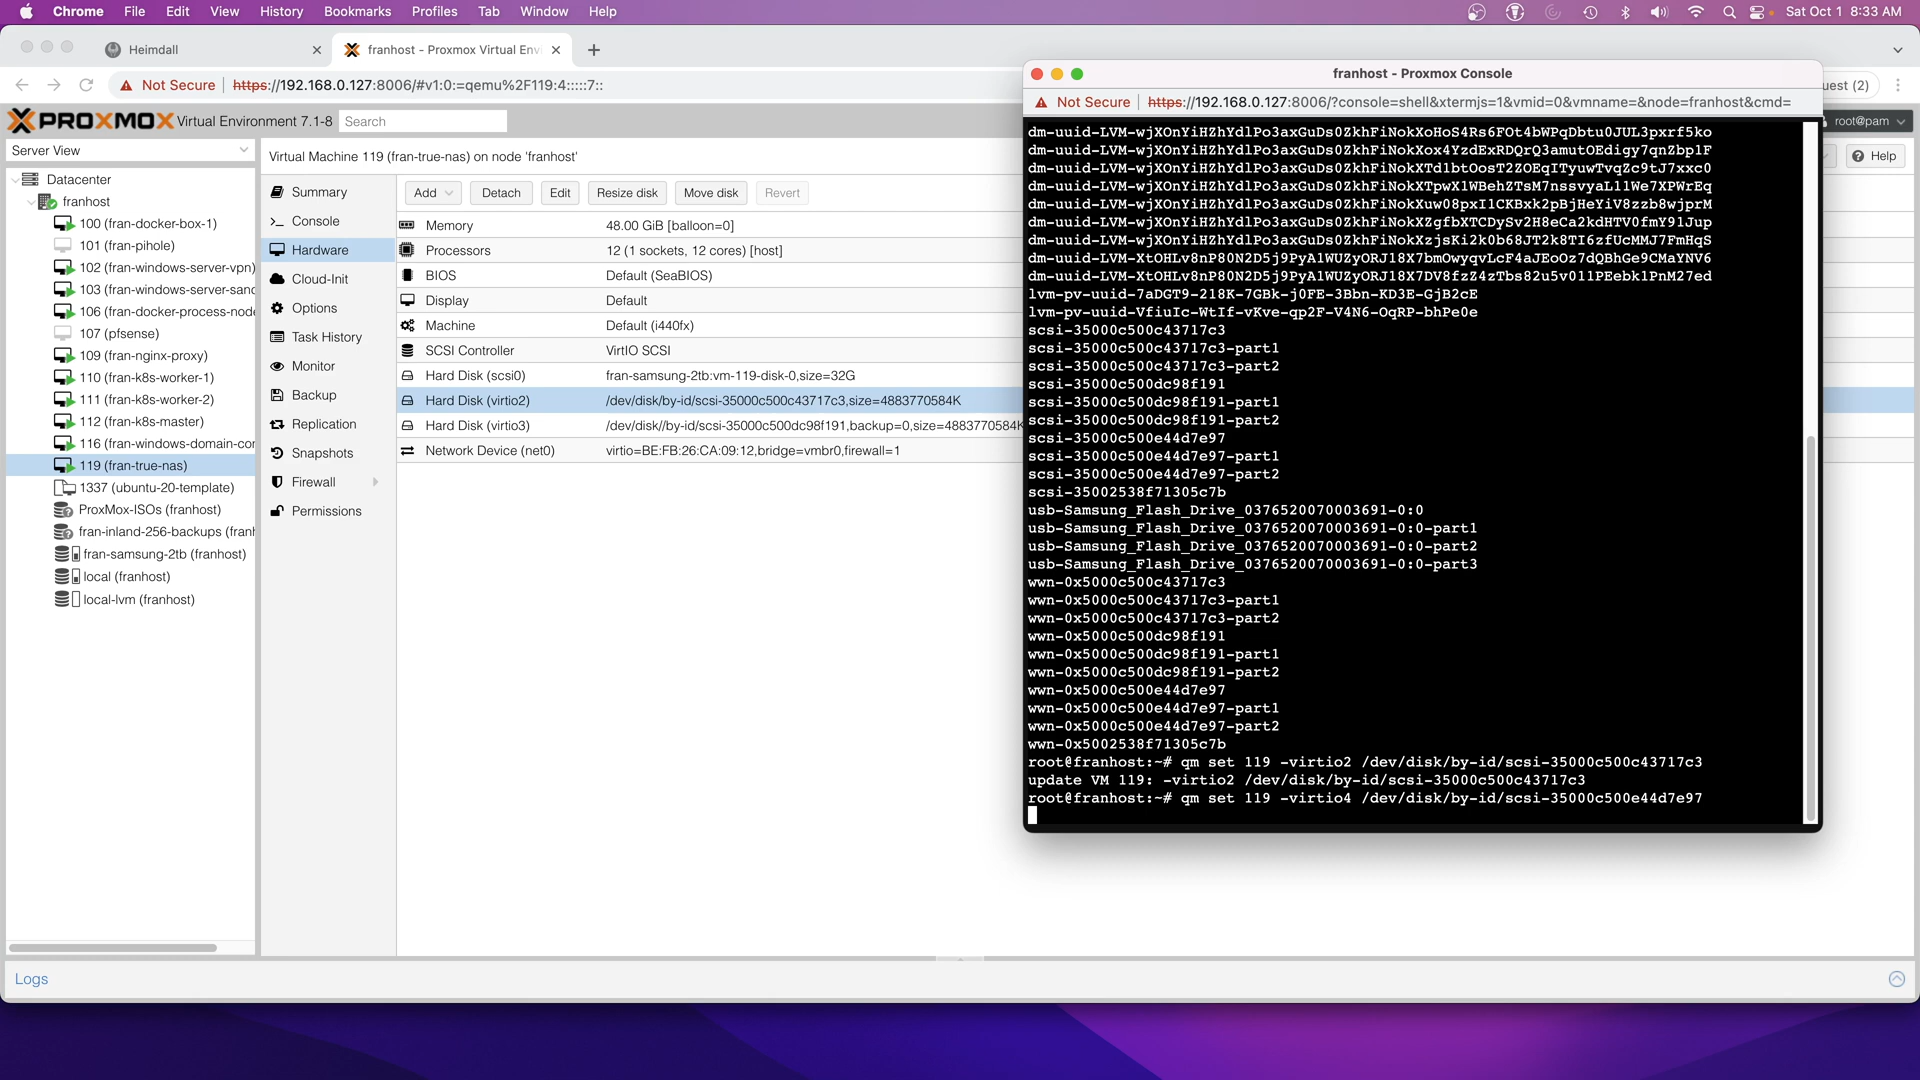 Chrome File Edit View History Bookmarks Profiles Tab Window Help
Sat Oct 1 8:33 AM
Heimdall
franhost - Proxmox Virtual Envi
Not Secure https://192.168.0.127:8006/#v1:0:=qemu%2F119:4:::::7::
uest (2)
PROXMOX Virtual Environment 7.1-8
Search
root@pam
Server View
Help
Datacenter
franhost
100 (fran-docker-box-1)
101 (fran-pihole)
102 (fran-windows-server-vpn)
103 (fran-windows-server-sand
106 (fran-docker-process-node
107 (pfsense)
109 (fran-nginx-proxy)
110 (fran-k8s-worker-1)
111 (fran-k8s-worker-2)
112 (fran-k8s-master)
116 (fran-windows-domain-con
119 (fran-true-nas)
1337 (ubuntu-20-template)
ProxMox-ISOs (franhost)
fran-inland-256-backups (franh
fran-samsung-2tb (franhost)
local (franhost)
local-lvm (franhost)
Virtual Machine 119 (fran-true-nas) on node 'franhost'
Summary
Console
Hardware
Cloud-Init
Options
Task History
Monitor
Backup
Replication
Snapshots
Firewall
Permissions
Add Detach Edit Resize disk Move disk Revert
Memory 48.00 GiB [balloon=0]
Processors 12 (1 sockets, 12 cores) [host]
BIOS Default (SeaBIOS)
Display Default
Machine Default (i440fx)
SCSI Controller VirtIO SCSI
Hard Disk (scsi0) fran-samsung-2tb:vm-119-disk-0,size=32G
Hard Disk (virtio2) /dev/disk/by-id/scsi-35000c500c43717c3,size=4883770584K
Hard Disk (virtio3) /dev/disk//by-id/scsi-35000c500dc98f191,backup=0,size=4883770584K
Network Device (net0) virtio=BE:FB:26:CA:09:12,bridge=vmbr0,firewall=1
franhost - Proxmox Console
Not Secure https://192.168.0.127:8006/?console=shell&xtermjs=1&vmid=0&vmname=&node=franhost&cmd=
dm-uuid-LVM-wjXOnYiHZhYdlPo3axGuDs0ZkhFiNokXoHoS4Rs6FOt4bWPqDbtu0JUL3pxrf5ko
dm-uuid-LVM-wjXOnYiHZhYdlPo3axGuDs0ZkhFiNokXox4YzdExRDQrQ3amutOEdigy7qnZbp1F
dm-uuid-LVM-wjXOnYiHZhYdlPo3axGuDs0ZkhFiNokXTdlbtOosT2ZOEqITyuwTvqZc9tJ7xxc0
dm-uuid-LVM-wjXOnYiHZhYdlPo3axGuDs0ZkhFiNokXTpwX1WBehZTsM7nssvyaLl1We7XPWrEq
dm-uuid-LVM-wjXOnYiHZhYdlPo3axGuDs0ZkhFiNokXuw08pxI1CKBxk2pBjHeYiV8zzb8wjprM
dm-uuid-LVM-wjXOnYiHZhYdlPo3axGuDs0ZkhFiNokXZgfbXTCDySv2H8eCa2kdHTV0fmY9lJup
dm-uuid-LVM-wjXOnYiHZhYdlPo3axGuDs0ZkhFiNokXzjsKi2k0b68JT2k8TI6zfUcMMJ7FmHqS
dm-uuid-LVM-XtOHLv8nP80N2D5j9PyA1WUZyORJ18X7bmOwyqvLcF4aJEoOz7dQBhGe9CMaYNV6
dm-uuid-LVM-XtOHLv8nP80N2D5j9PyA1WUZyORJ18X7DV8fzZ4zTbs82u5v011PEebk1PnM27ed
lvm-pv-uuid-7aDGT9-218K-7GBk-j0FE-3Bbn-KD3E-GjB2cE
lvm-pv-uuid-VfiuIc-WtIf-vKve-qp2F-V4N6-OqRP-bhPe0e
scsi-35000c500c43717c3
scsi-35000c500c43717c3-part1
scsi-35000c500c43717c3-part2
scsi-35000c500dc98f191
scsi-35000c500dc98f191-part1
scsi-35000c500dc98f191-part2
scsi-35000c500e44d7e97
scsi-35000c500e44d7e97-part1
scsi-35000c500e44d7e97-part2
scsi-35002538f71305c7b
usb-Samsung_Flash_Drive_0376520070003691-0:0
usb-Samsung_Flash_Drive_0376520070003691-0:0-part1
usb-Samsung_Flash_Drive_0376520070003691-0:0-part2
usb-Samsung_Flash_Drive_0376520070003691-0:0-part3
wwn-0x5000c500c43717c3
wwn-0x5000c500c43717c3-part1
wwn-0x5000c500c43717c3-part2
wwn-0x5000c500dc98f191
wwn-0x5000c500dc98f191-part1
wwn-0x5000c500dc98f191-part2
wwn-0x5000c500e44d7e97
wwn-0x5000c500e44d7e97-part1
wwn-0x5000c500e44d7e97-part2
wwn-0x5002538f71305c7b
root@franhost:~# qm set 119 -virtio2 /dev/disk/by-id/scsi-35000c500c43717c3
update VM 119: -virtio2 /dev/disk/by-id/scsi-35000c500c43717c3
root@franhost:~# qm set 119 -virtio4 /dev/disk/by-id/scsi-35000c500e44d7e97
Logs